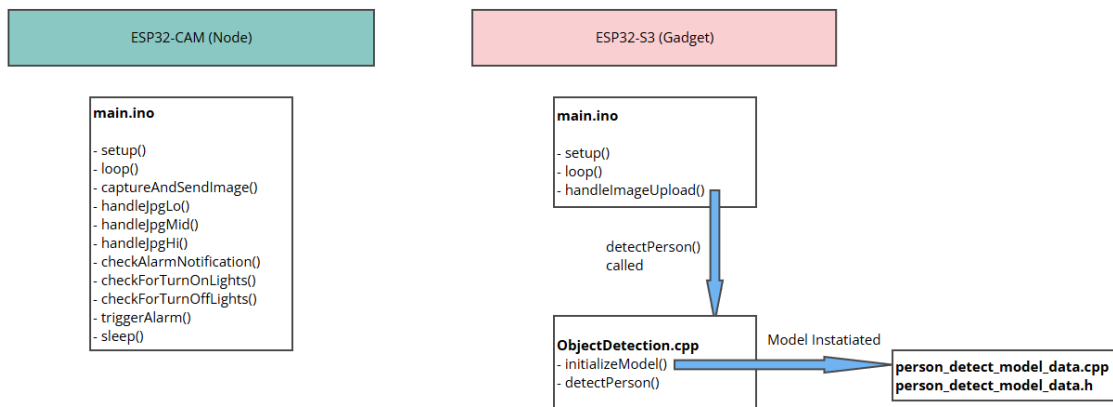 ESP32-CAM (Node)
ESP32-S3 (Gadget)
main.ino
- setup()
- loop()
- captureAndSendImage()
- handleJpgLo()
- handleJpgMid()
- handleJpgHi()
- checkAlarmNotification()
- checkForTurnOnLights()
- checkForTurnOffLights()
- triggerAlarm()
- sleep()
main.ino
- setup()
- loop()
- handleImageUpload()
detectPerson()
called
ObjectDetection.cpp
- initializeModel()
- detectPerson()
Model Instatiated
person_detect_model_data.cpp
person_detect_model_data.h